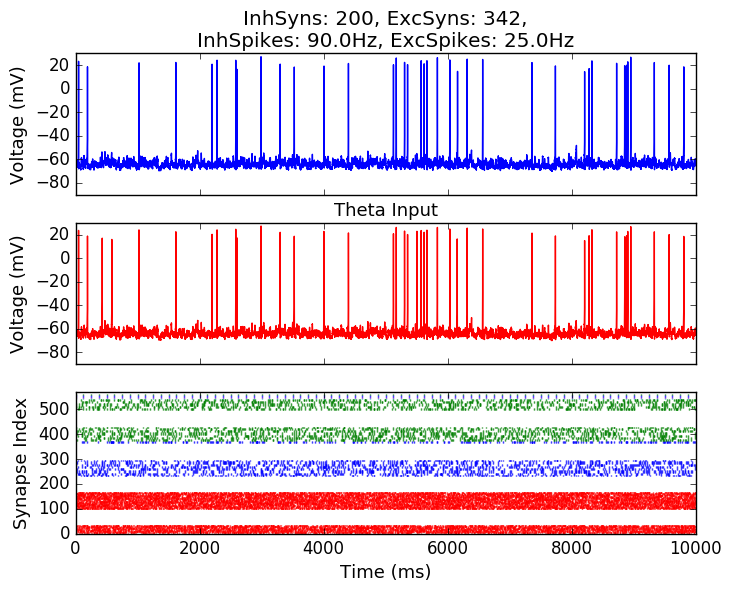 InhSyns: 200, ExcSyns: 342,
InhSpikes: 90.0Hz, ExcSpikes: 25.0Hz
Voltage (mV)
20
0
−20
−40
−60
−80
Theta Input
Voltage (mV)
20
0
−20
−40
−60
−80
Synapse Index
500
400
300
200
100
0
0 2000 4000 6000 8000 10000
Time (ms)